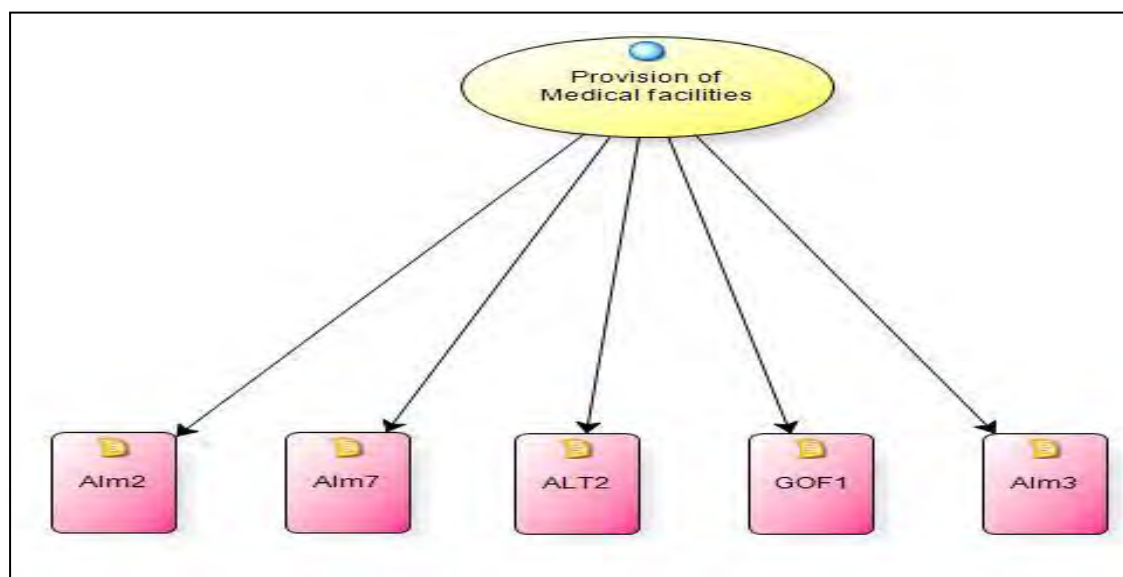 Provision of
Medical facilities
Alm2
Alm7
ALT2
GOF1
Alm3